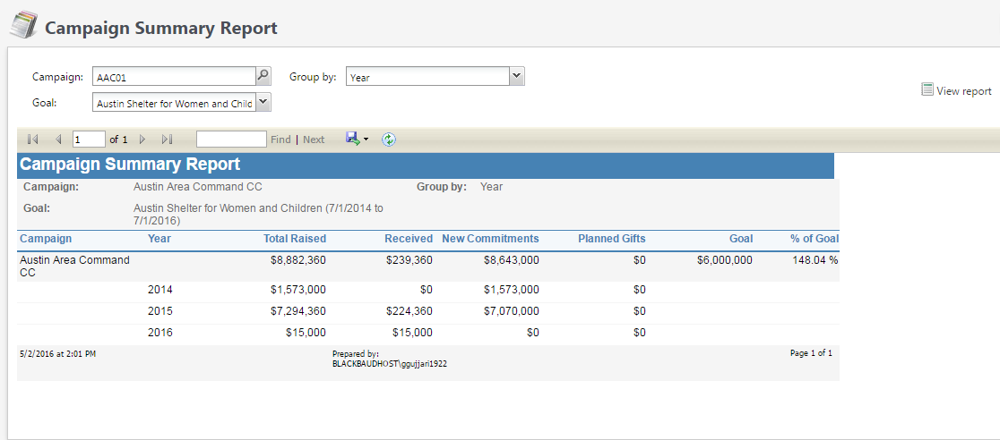 Campaign Summary Report
Campaign: AAC01 Group by: Year
Goal: Austin Shelter for Women and Child
View report
1 of 1 Find | Next
Campaign Summary Report
Campaign: Austin Area Command CC Group by: Year
Goal: Austin Shelter for Women and Children (7/1/2014 to
7/1/2016)
Campaign Year Total Raised Received New Commitments Planned Gifts Goal % of Goal
Austin Area Command $8,882,360 $239,360 $8,643,000 $0 $6,000,000 148.04 %
CC
2014 $1,573,000 $0 $1,573,000 $0
2015 $7,294,360 $224,360 $7,070,000 $0
2016 $15,000 $15,000 $0 $0
5/2/2016 at 2:01 PM Prepared by: Page 1 of 1
BLACKBAUDHOST\ggujjari1922